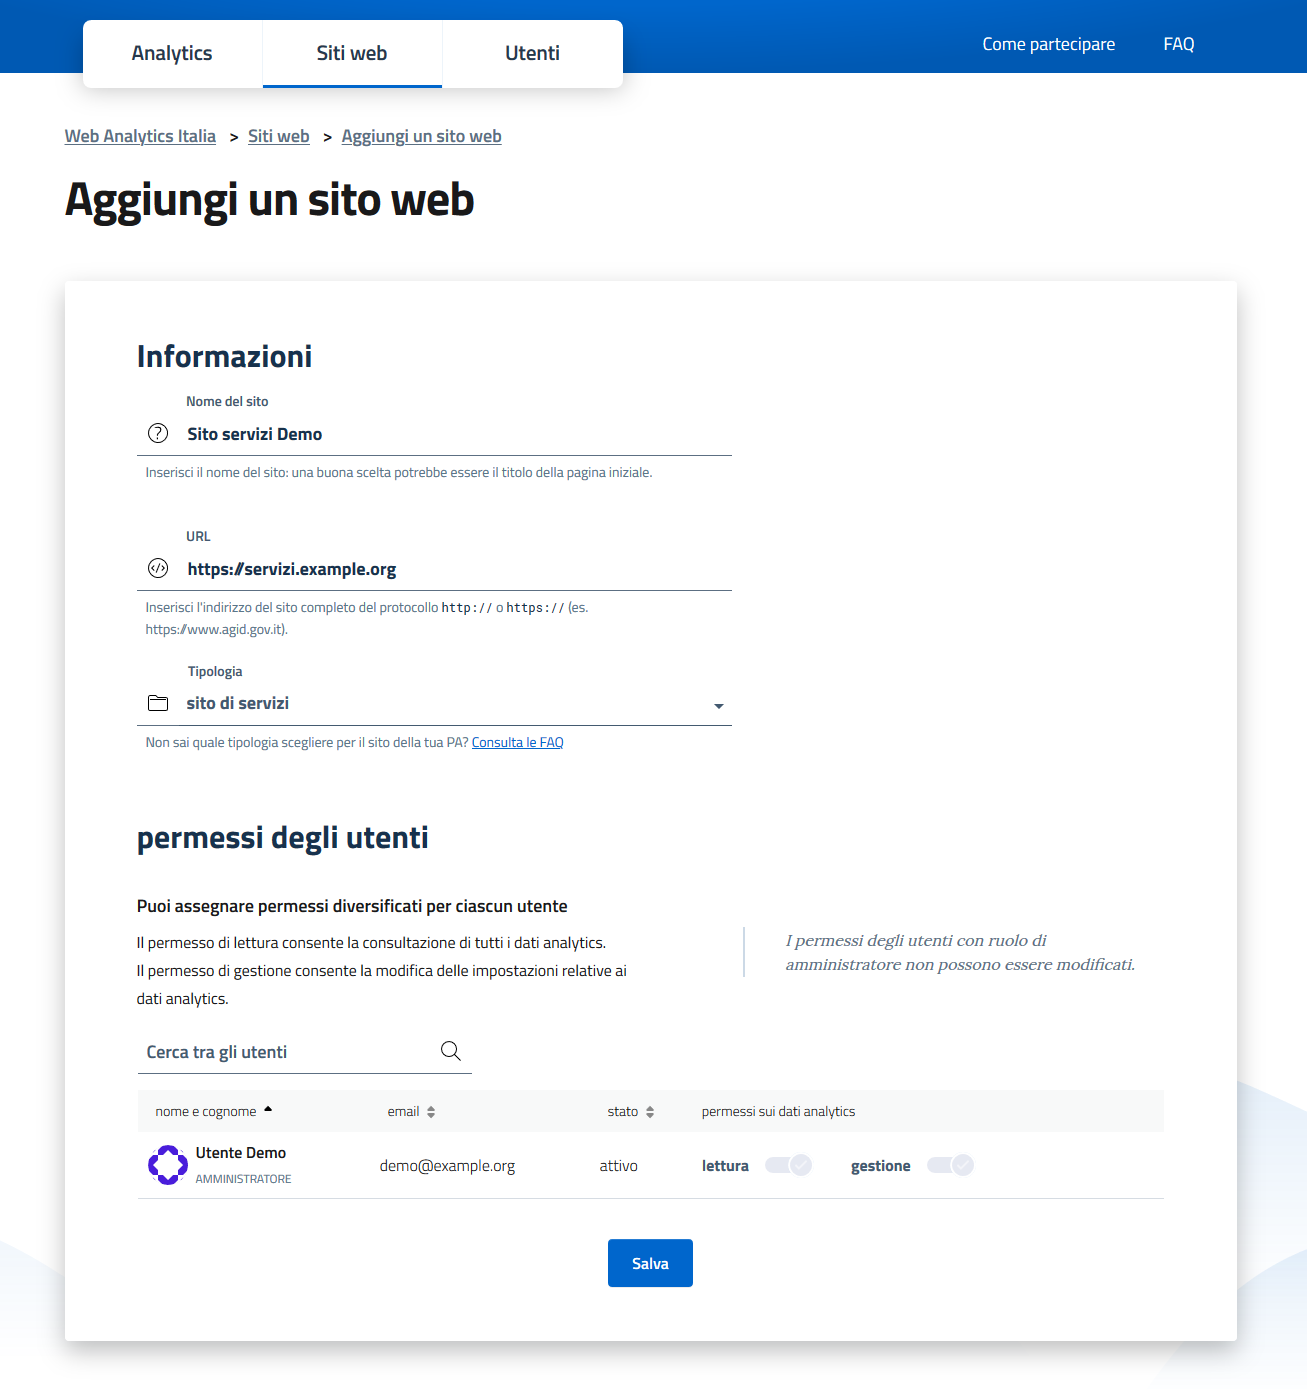 Analytics
Siti web
Utenti
Come partecipare
FAQ
Web Analytics Italia > Siti web > Aggiungi un sito web
Aggiungi un sito web
Informazioni
Nome del sito
Sito servizi Demo
Inserisci il nome del sito: una buona scelta potrebbe essere il titolo della pagina iniziale.
URL
https://servizi.example.org
Inserisci l'indirizzo del sito completo del protocollo http:// o https:// (es.
https://www.agid.gov.it).
Tipologia
sito di servizi
Non sai quale tipologia scegliere per il sito della tua PA? Consulta le FAQ
permessi degli utenti
Puoi assegnare permessi diversificati per ciascun utente
Il permesso di lettura consente la consultazione di tutti i dati analytics.
Il permesso di gestione consente la modifica delle impostazioni relative ai
dati analytics.
I permessi degli utenti con ruolo di
amministratore non possono essere modificati.
Cerca tra gli utenti
nome e cognome email stato permessi sui dati analytics
Utente Demo
AMMINISTRATORE
demo@example.org
attivo
lettura
gestione
Salva